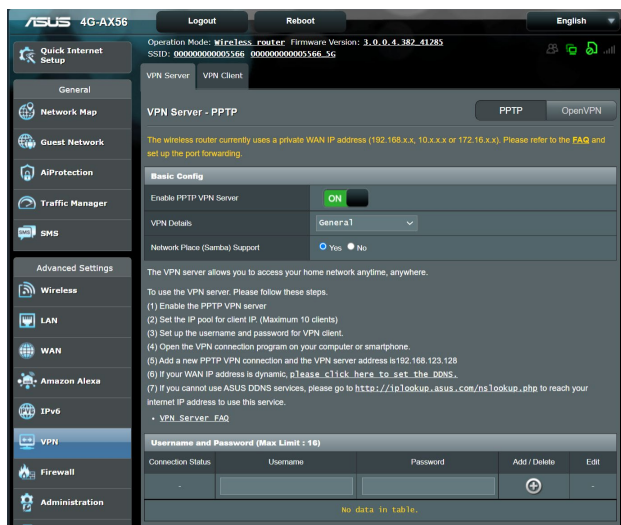 ASUS 4G-AX56
Logout
Reboot
English
Operation Mode: Wireless router Firmware Version: 3.0.0.4.382_41285
SSID: 00000000005566 00000000005566_5G
Quick Internet Setup
General
Network Map
Guest Network
AiProtection
Traffic Manager
SMS
SMS
Advanced Settings
Wireless
LAN
WAN
Amazon Alexa
IPv6
IPv6
VPN
Firewall
Administration
VPN Server
VPN Client
VPN Server - PPTP
PPTP
OpenVPN
The wireless router currently uses a private WAN IP address (192.168.x.x, 10.x.x.x or 172.16.x.x). Please refer to the FAQ and
set up the port forwarding.
Basic Config
Enable PPTP VPN Server
ON
VPN Details
General
Network Place (Samba) Support
Yes No
The VPN server allows you to access your home network anytime, anywhere.
To use the VPN server. Please follow these steps.
(1) Enable the PPTP VPN server
(2) Set the IP pool for client IP. (Maximum 10 clients)
(3) Set up the username and password for VPN client.
(4) Open the VPN connection program on your computer or smartphone.
(5) Add a new PPTP VPN connection and the VPN server address is192.168.123.128
(6) If your WAN IP address is dynamic, please click here to set the DDNS.
(7) If you cannot use ASUS DDNS services, please go to http://iplookup.asus.com/nslookup.php to reach your
internet IP address to use this service.
• VPN Server FAQ
Username and Password (Max Limit : 16)
Connection Status
Username
Password
Add / Delete
Edit
-
-
No data in table.